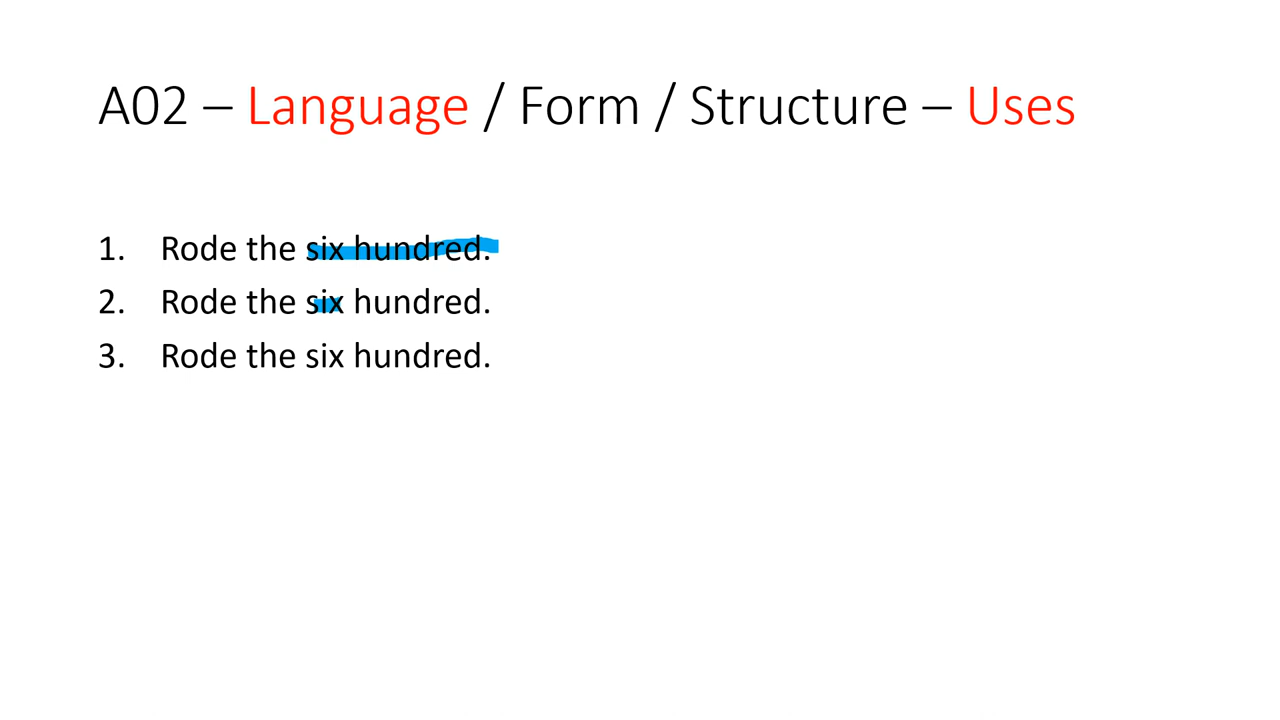 A02 – Language / Form / Structure – Uses
1. Rode the six hundred.
2. Rode the six hundred.
3. Rode the six hundred.